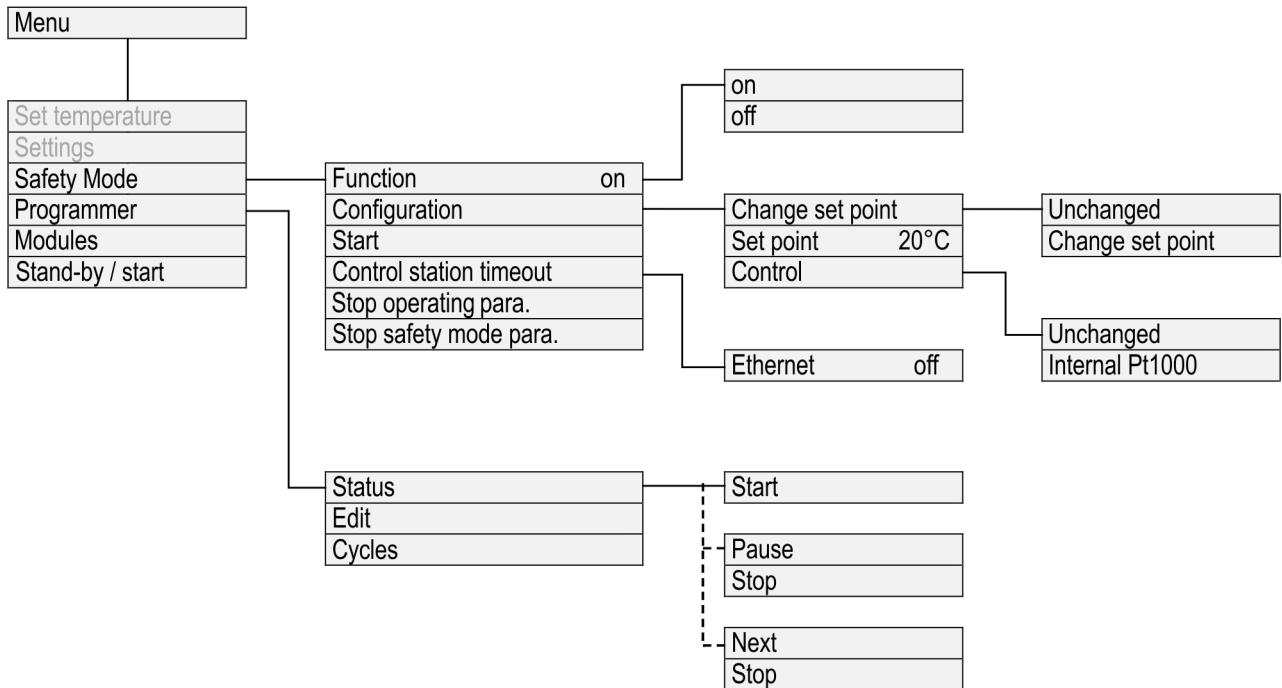 Menu
Set temperature
Settings
Safety Mode
Programmer
Modules
Stand-by / start
Function on
Configuration
Start
Control station timeout
Stop operating para.
Stop safety mode para.
on
off
Change set point
Set point 20°C
Control
Unchanged
Change set point
Unchanged
Internal Pt1000
Ethernet off
Status
Edit
Cycles
Start
Pause
Stop
Next
Stop